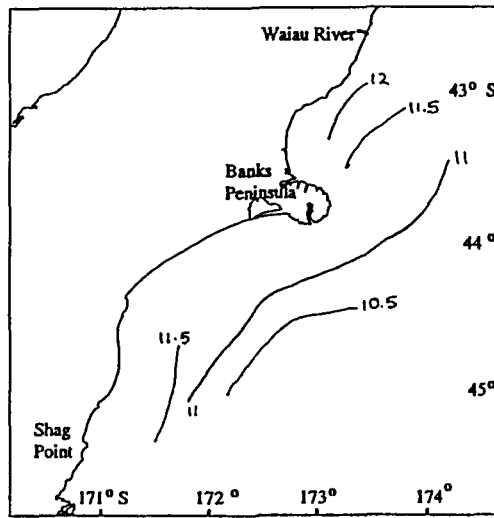 Waiau River
12
43° S
11.5
11
Banks
Peninsula
44°
10.5
11.5
11
45°
Shag
Point
171° S
172°
173°
174°